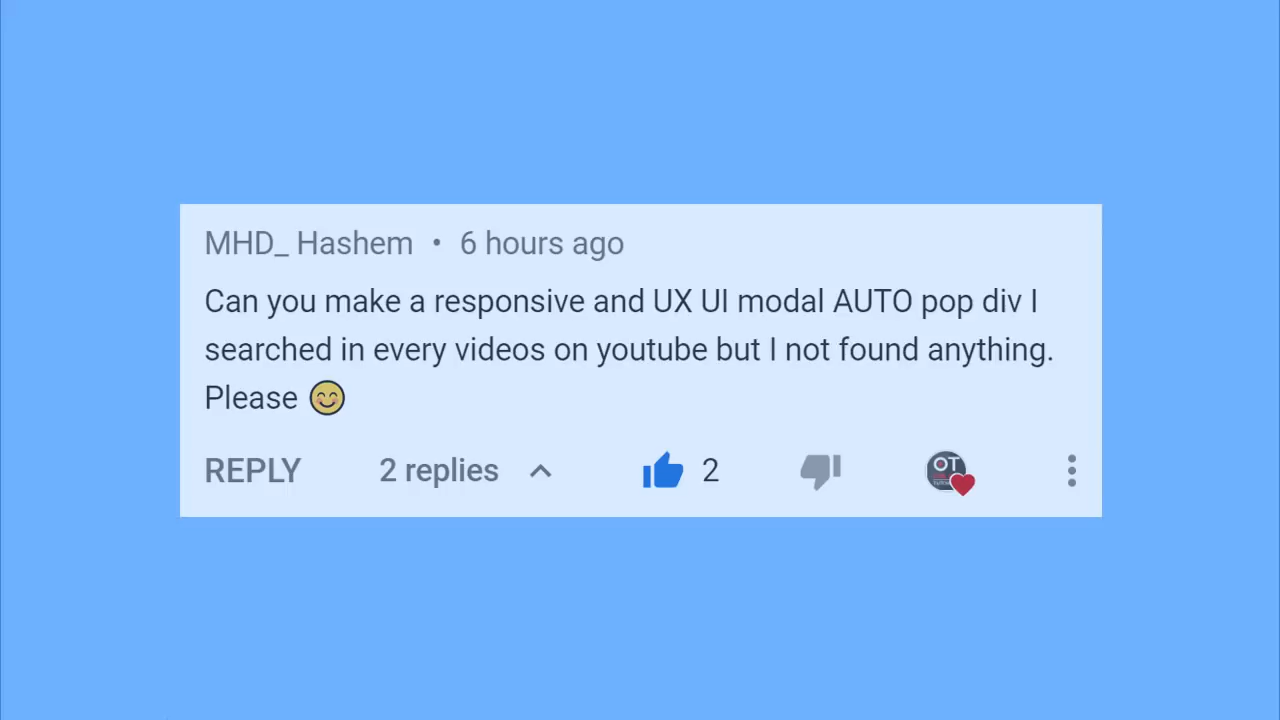 MHD_ Hashem • 6 hours ago
Can you make a responsive and UX UI modal AUTO pop div I
searched in every videos on youtube but I not found anything.
Please 😊
REPLY 2 replies 2
OT